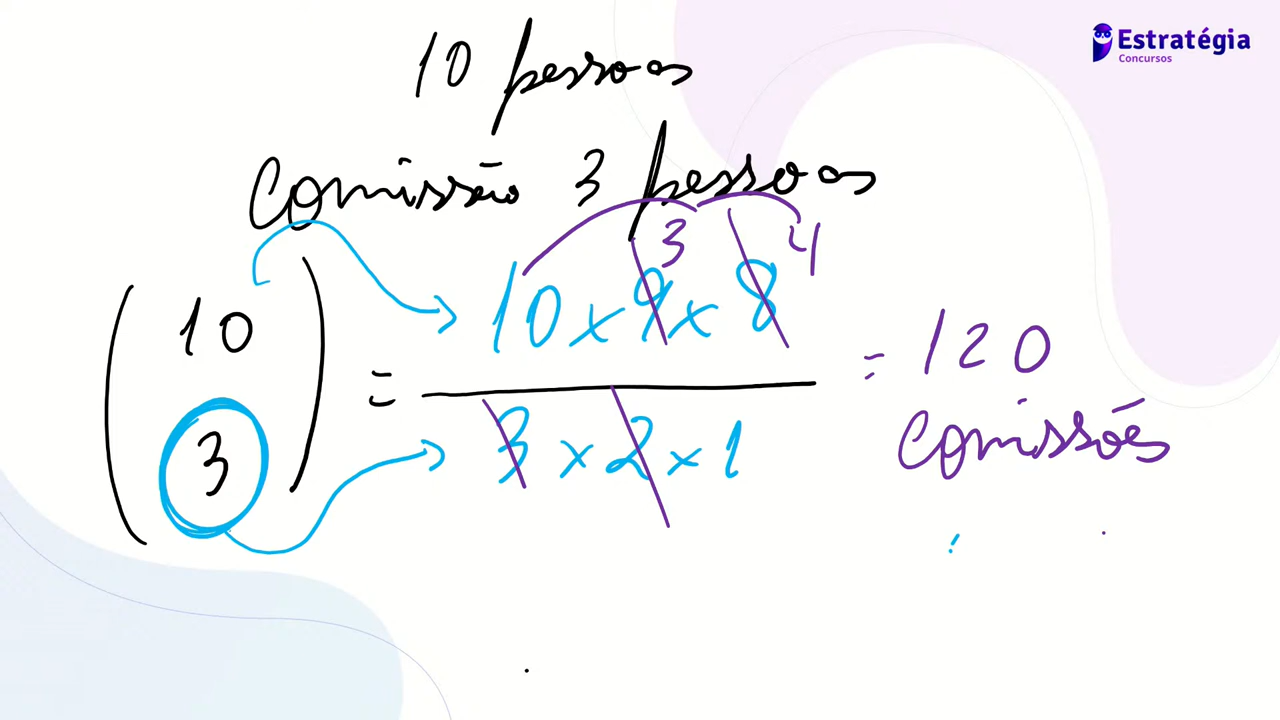 Estratégia
Concursos
10 pessoas
comissão 3 pessoas
3 4
10 x 9 x 8
(10 3) = = 120
3 x 2 x 1
comissões